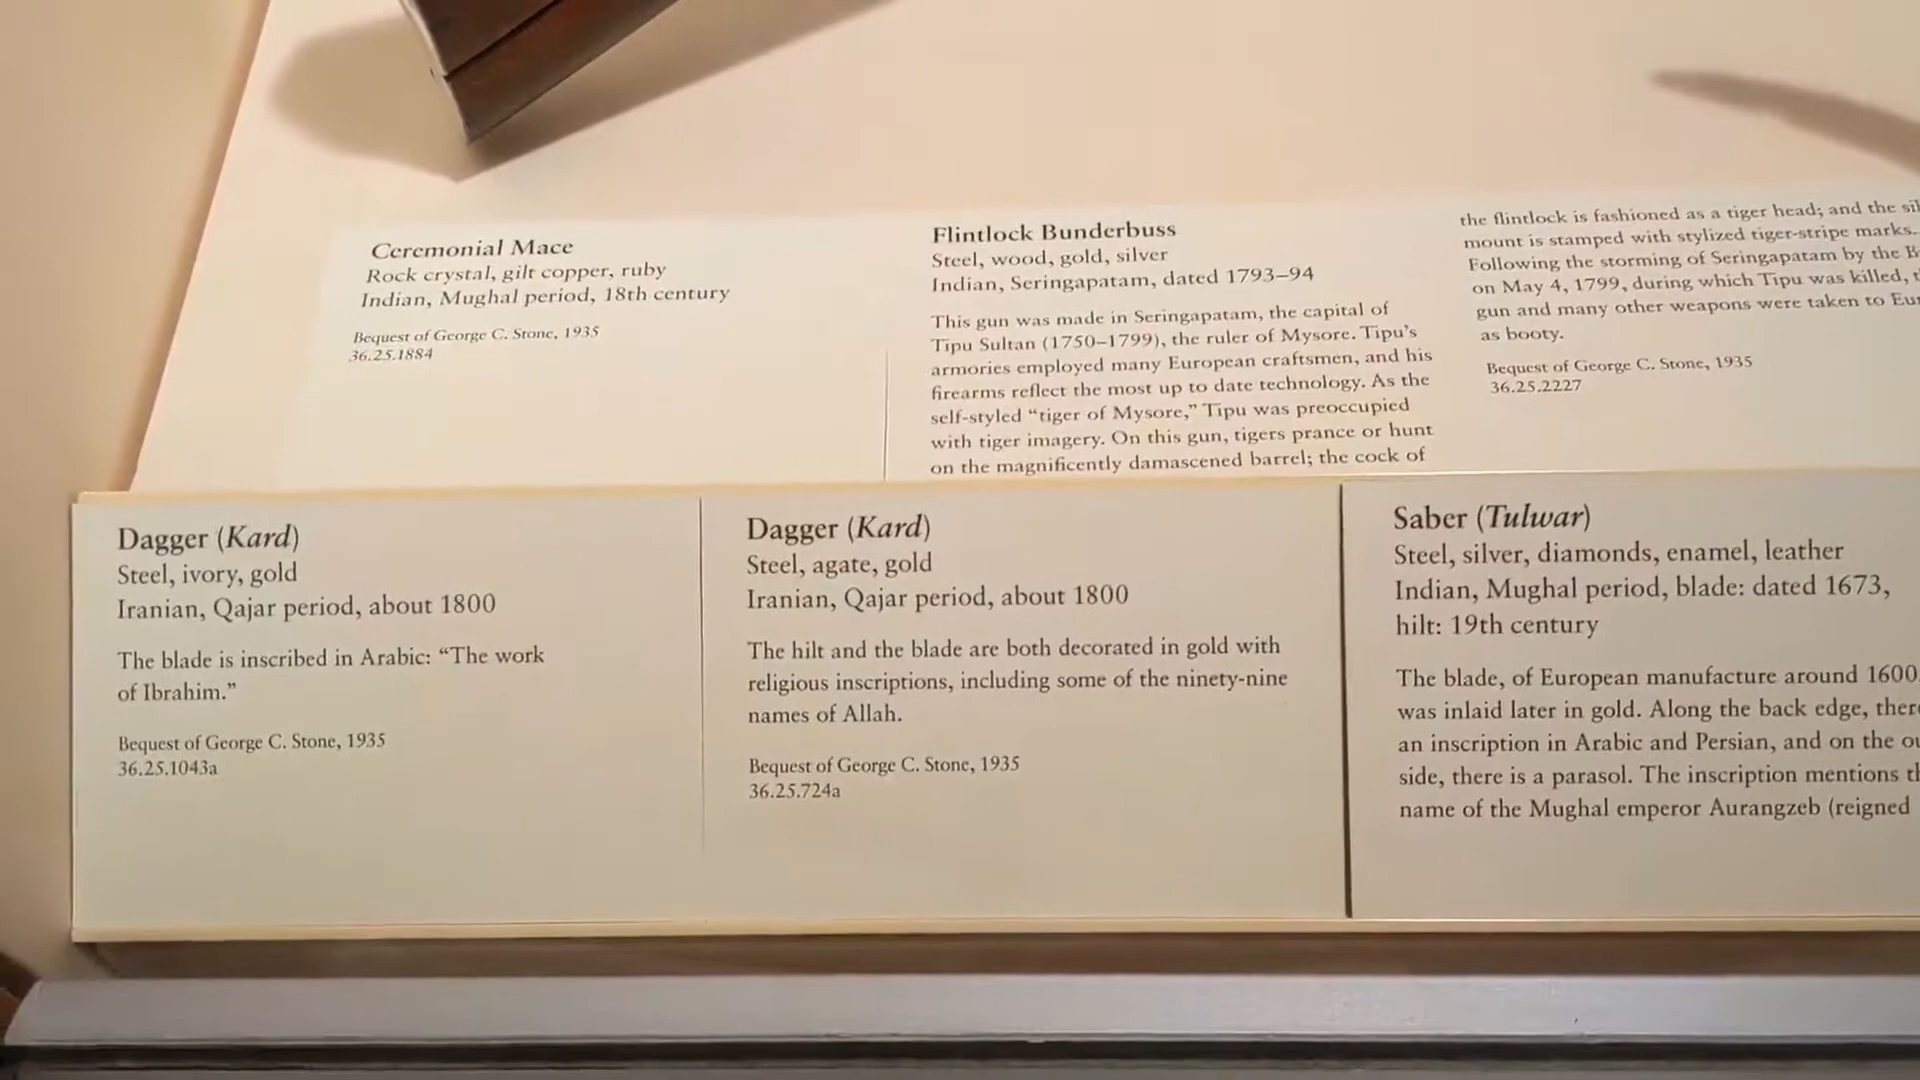 Ceremonial Mace
Rock crystal, gilt copper, ruby
Indian, Mughal period, 18th century
Bequest of George C. Stone, 1935
36.25.1884
Flintlock Bunderbuss
Steel, wood, gold, silver
Indian, Seringapatam, dated 1793–94
This gun was made in Seringapatam, the capital of
Tipu Sultan (1750–1799), the ruler of Mysore. Tipu's
armories employed many European craftsmen, and his
firearms reflect the most up to date technology. As the
self-styled “tiger of Mysore,” Tipu was preoccupied
with tiger imagery. On this gun, tigers prance or hunt
on the magnificently damascened barrel; the cock of
the flintlock is fashioned as a tiger head; and the
mount is stamped with stylized tiger-stripe marks.
Following the storming of Seringapatam by the
on May 4, 1799, during which Tipu was killed,
gun and many other weapons were taken to
as booty.
Bequest of George C. Stone, 1935
36.25.2227
Dagger (Kard)
Steel, ivory, gold
Iranian, Qajar period, about 1800
The blade is inscribed in Arabic: “The work
of Ibrahim.”
Bequest of George C. Stone, 1935
36.25.1043a
Dagger (Kard)
Steel, agate, gold
Iranian, Qajar period, about 1800
The hilt and the blade are both decorated in gold with
religious inscriptions, including some of the ninety-nine
names of Allah.
Bequest of George C. Stone, 1935
36.25.724a
Saber (Tulwar)
Steel, silver, diamonds, enamel, leather
Indian, Mughal period, blade: dated 1673,
hilt: 19th century
The blade, of European manufacture around 1600,
was inlaid later in gold. Along the back edge,
an inscription in Arabic and Persian, and on the
side, there is a parasol. The inscription mentions
name of the Mughal emperor Aurangzeb (reigned